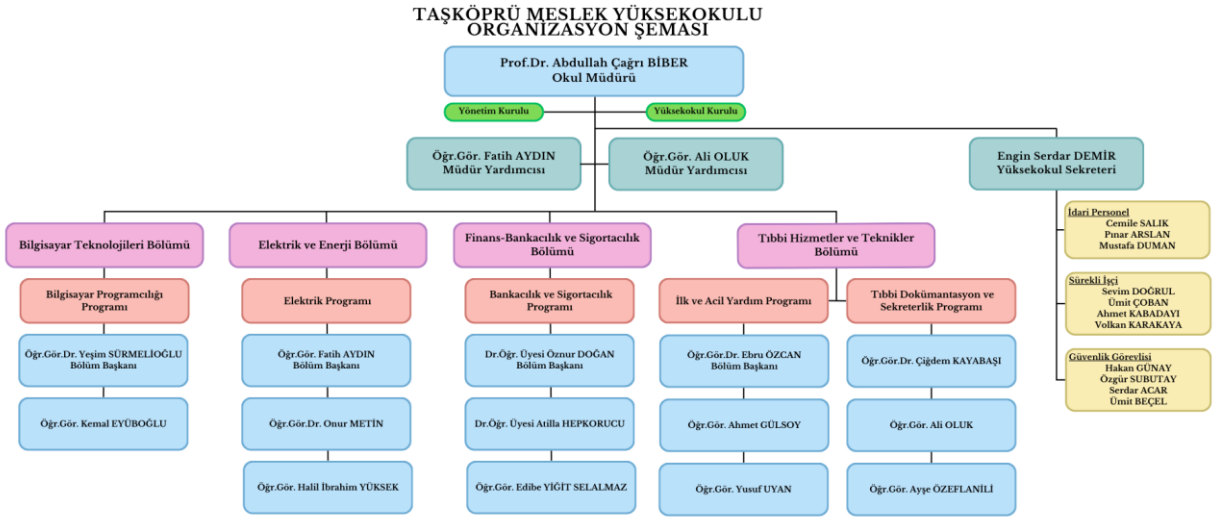 TAŞKÖPRÜ MESLEK YÜKSEKOKULU
ORGANİZASYON ŞEMASI
Prof.Dr. Abdullah Çağrı BİBER
Okul Müdürü
Yönetim Kurulu
Yüksekokul Kurulu
Öğr.Gör. Fatih AYDIN
Müdür Yardımcısı
Öğr.Gör. Ali OLUK
Müdür Yardımcısı
Engin Serdar DEMİR
Yüksekokul Sekreteri
İdari Personel
Cemile SALIK
Pınar ARSLAN
Mustafa DUMAN
Sürekli İşçi
Sevim DOĞRUL
Ümit ÇOBAN
Ahmet KABADAYI
Volkan KARAKAYA
Güvenlik Görevlisi
Hakan GÜNAY
Özgür SUBUTAY
Serdar ACAR
Ümit BEÇEL
Bilgisayar Teknolojileri Bölümü
Bilgisayar Programcılığı
Programı
Öğr.Gör.Dr. Yeşim SÜRMELİOĞLU
Bölüm Başkanı
Öğr.Gör. Kemal EYÜBOĞLU
Elektrik ve Enerji Bölümü
Elektrik Programı
Öğr.Gör. Fatih AYDIN
Bölüm Başkanı
Öğr.Gör.Dr. Onur METİN
Öğr.Gör. Halil İbrahim YÜKSEK
Finans-Bankacılık ve Sigortacılık
Bölümü
Bankacılık ve Sigortacılık
Programı
Dr.Öğr. Üyesi Öznur DOĞAN
Bölüm Başkanı
Dr.Öğr. Üyesi Atilla HEPKORUCU
Öğr.Gör. Edibe YİĞİT SELALMAZ
Tıbbi Hizmetler ve Teknikler
Bölümü
İlk ve Acil Yardım Programı
Öğr.Gör.Dr. Ebru ÖZCAN
Bölüm Başkanı
Öğr.Gör. Ahmet GÜLSOY
Öğr.Gör. Yusuf UYAN
Tıbbi Dokümantasyon ve
Sekreterlik Programı
Öğr.Gör.Dr. Çiğdem KAYABAŞI
Öğr.Gör. Ali OLUK
Öğr.Gör. Ayşe ÖZEFLANİLİ